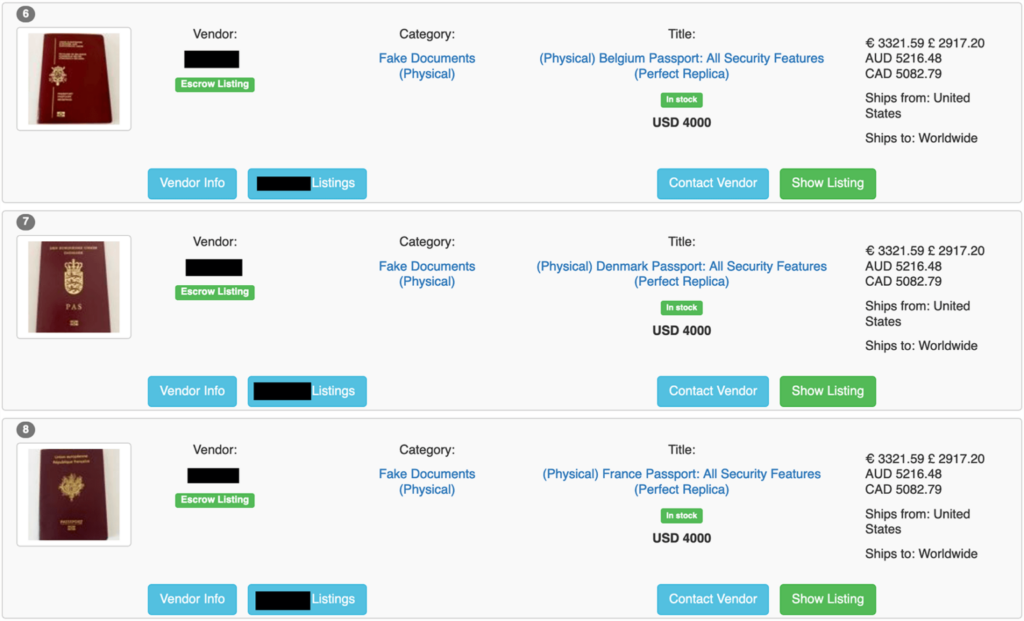 6
Vendor:
Escrow Listing
Category:
Fake Documents
(Physical)
Title:
(Physical) Belgium Passport: All Security Features
(Perfect Replica)
In stock
USD 4000
€ 3321.59 £ 2917.20
AUD 5216.48
CAD 5082.79
Ships from: United
States
Ships to: Worldwide
Vendor Info
Listings
Contact Vendor
Show Listing
7
PAS
Vendor:
Escrow Listing
Category:
Fake Documents
(Physical)
Title:
(Physical) Denmark Passport: All Security Features
(Perfect Replica)
In stock
USD 4000
€ 3321.59 £ 2917.20
AUD 5216.48
CAD 5082.79
Ships from: United
States
Ships to: Worldwide
Vendor Info
Listings
Contact Vendor
Show Listing
8
Union européenne
République française
Vendor:
Escrow Listing
Category:
Fake Documents
(Physical)
Title:
(Physical) France Passport: All Security Features
(Perfect Replica)
In stock
USD 4000
€ 3321.59 £ 2917.20
AUD 5216.48
CAD 5082.79
Ships from: United
States
Ships to: Worldwide
Vendor Info
Listings
Contact Vendor
Show Listing